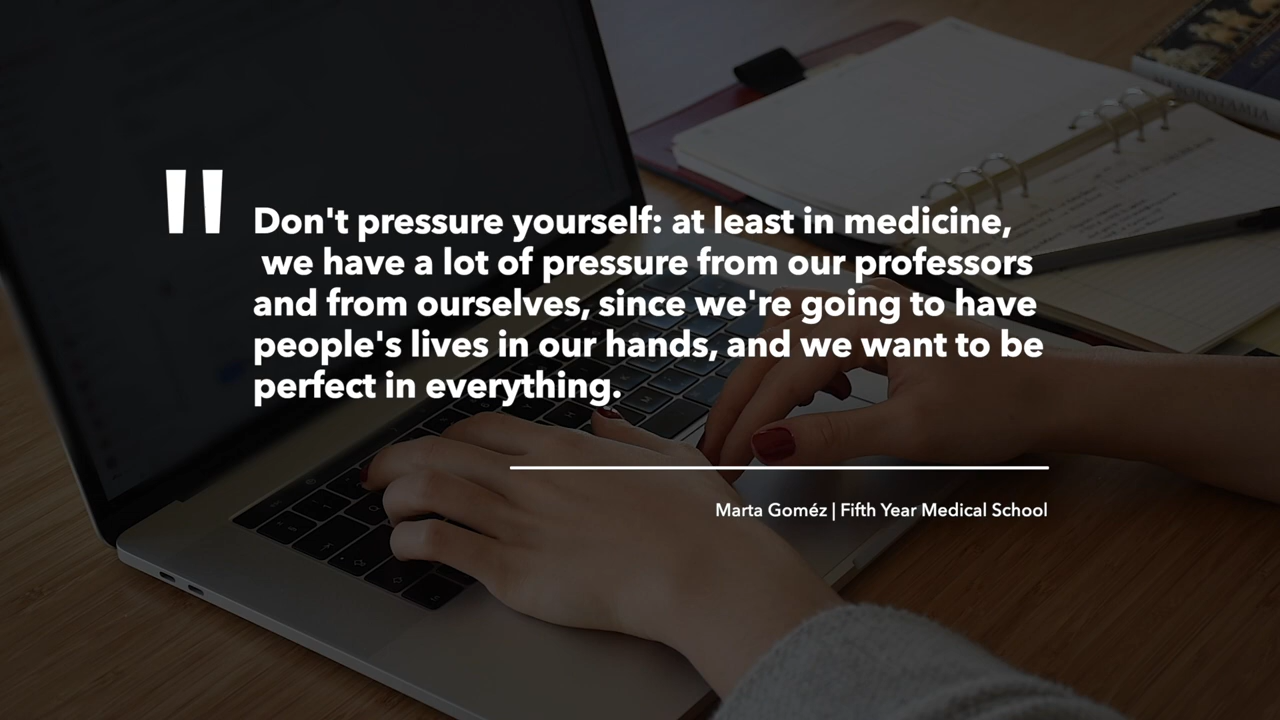 "
Don't pressure yourself: at least in medicine,
we have a lot of pressure from our professors
and from ourselves, since we're going to have
people's lives in our hands, and we want to be
perfect in everything.
Marta Goméz | Fifth Year Medical School